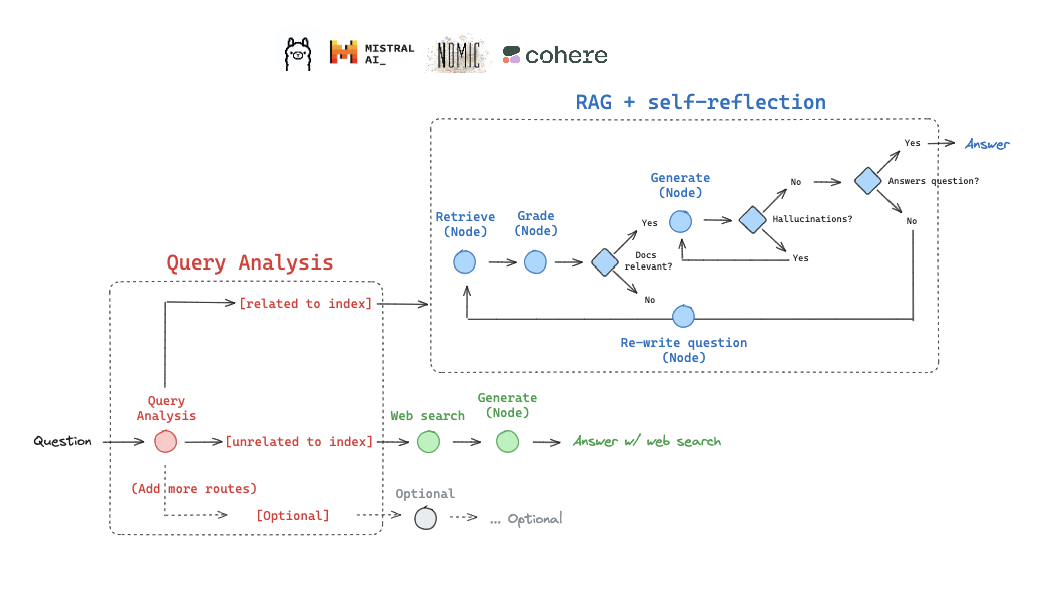 MISTRAL
AI_
NOMIC
cohere
RAG + self-reflection
Yes
Answer
Answers question?
No
Generate
(Node)
No
Hallucinations?
Yes
Retrieve
(Node)
Grade
(Node)
Yes
Docs
relevant?
No
Re-write question
(Node)
Query Analysis
[related to index]
Query
Analysis
Question
[unrelated to index]
Web search
Generate
(Node)
Answer w/ web search
(Add more routes)
[Optional]
Optional
... Optional